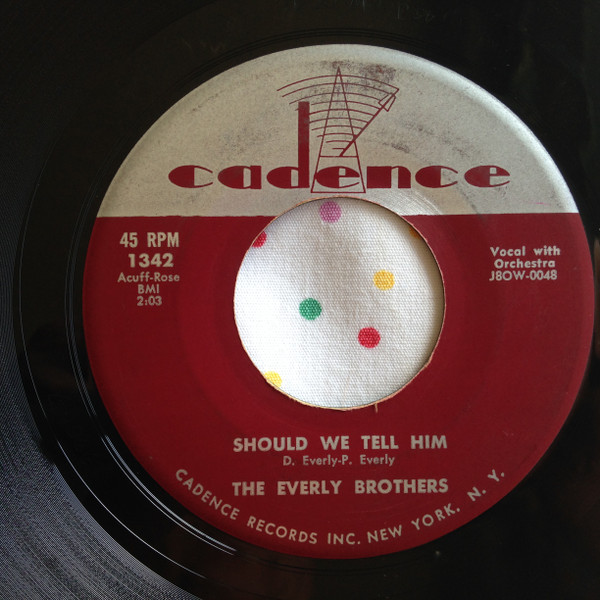 cadence
45 RPM
1342
Acuff-Rose
BMI
2:03
Vocal with
Orchestra
J8OW-0048
SHOULD WE TELL HIM
D. Everly-P. Everly
THE EVERLY BROTHERS
CADENCE RECORDS INC. NEW YORK, N. Y.